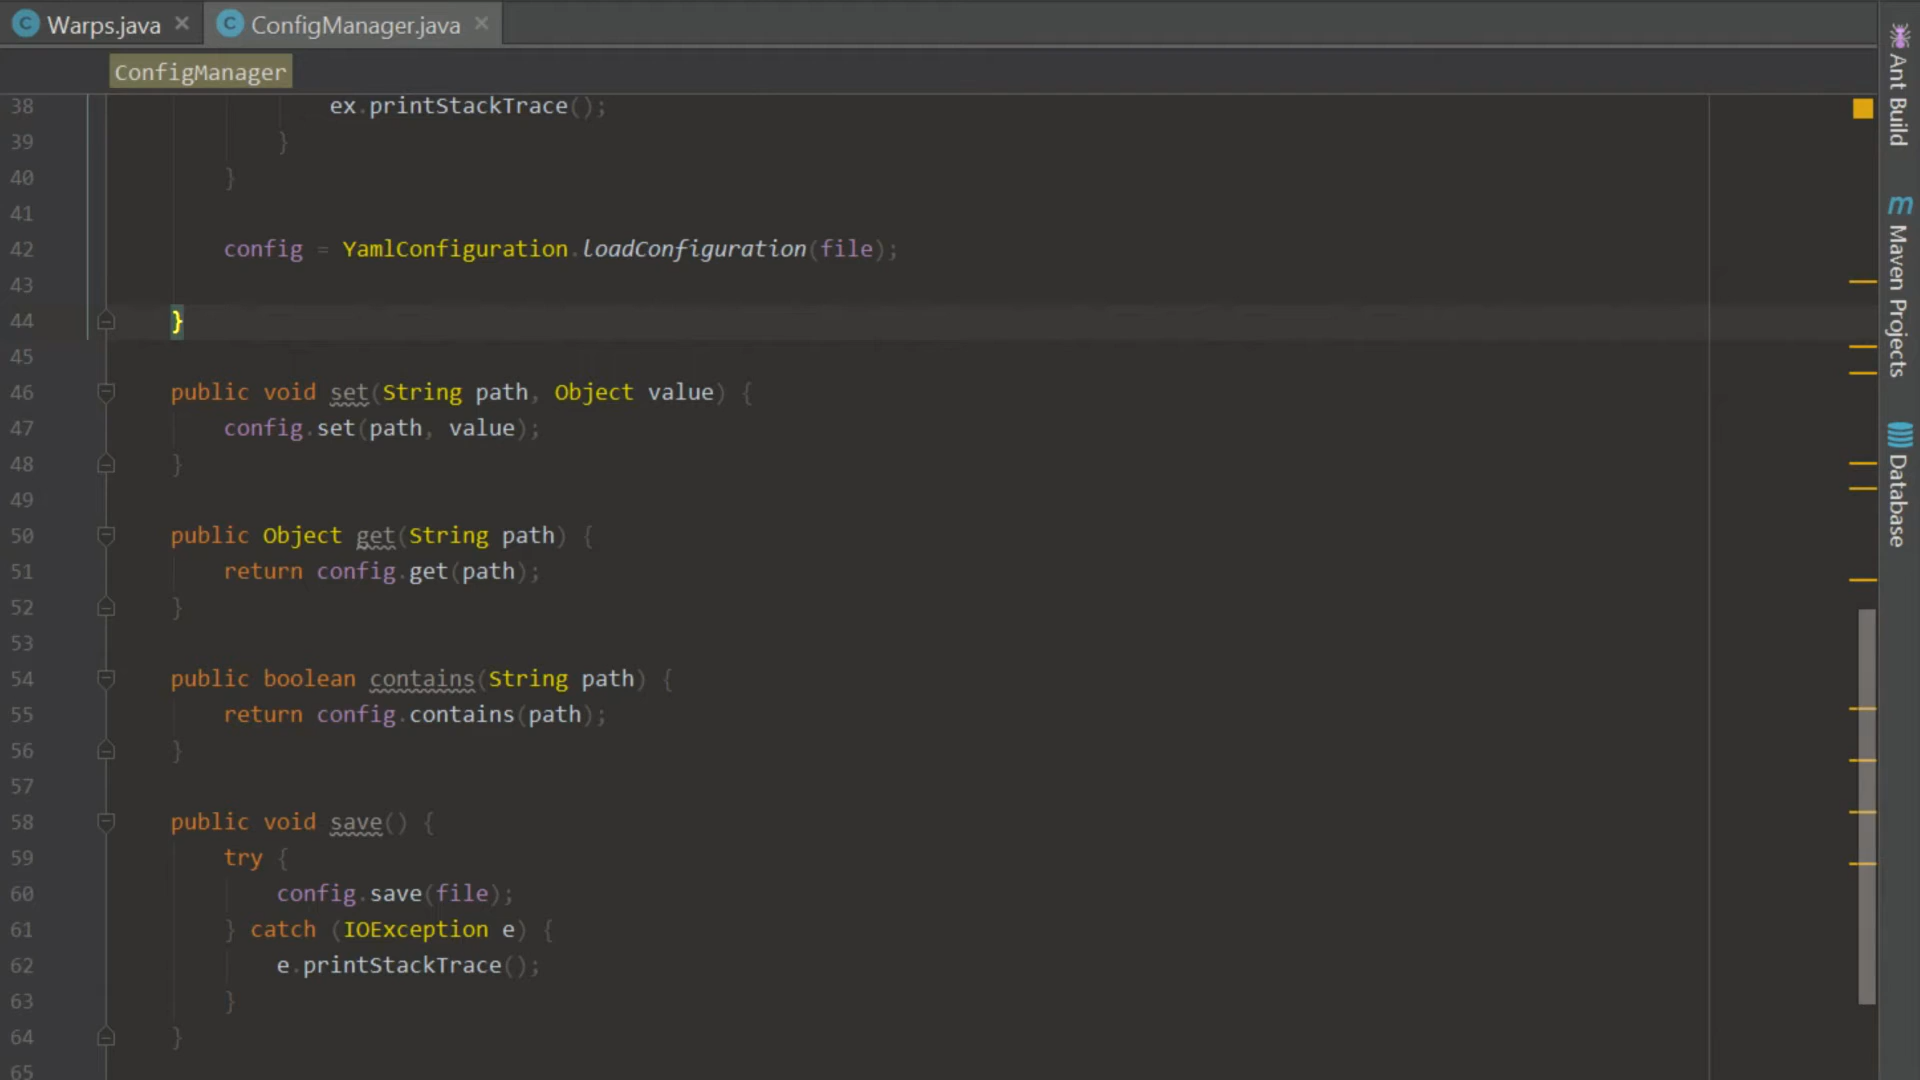 Warps.java
ConfigManager.java
ConfigManager
38 ex.printStackTrace();
39 }
40 }
41
42 config = YamlConfiguration.loadConfiguration(file);
43
44 }
45
46 public void set(String path, Object value) {
47 config.set(path, value);
48 }
49
50 public Object get(String path) {
51 return config.get(path);
52 }
53
54 public boolean contains(String path) {
55 return config.contains(path);
56 }
57
58 public void save() {
59 try {
60 config.save(file);
61 } catch (IOException e) {
62 e.printStackTrace();
63 }
64 }
65
Ant Build
Maven Projects
Database